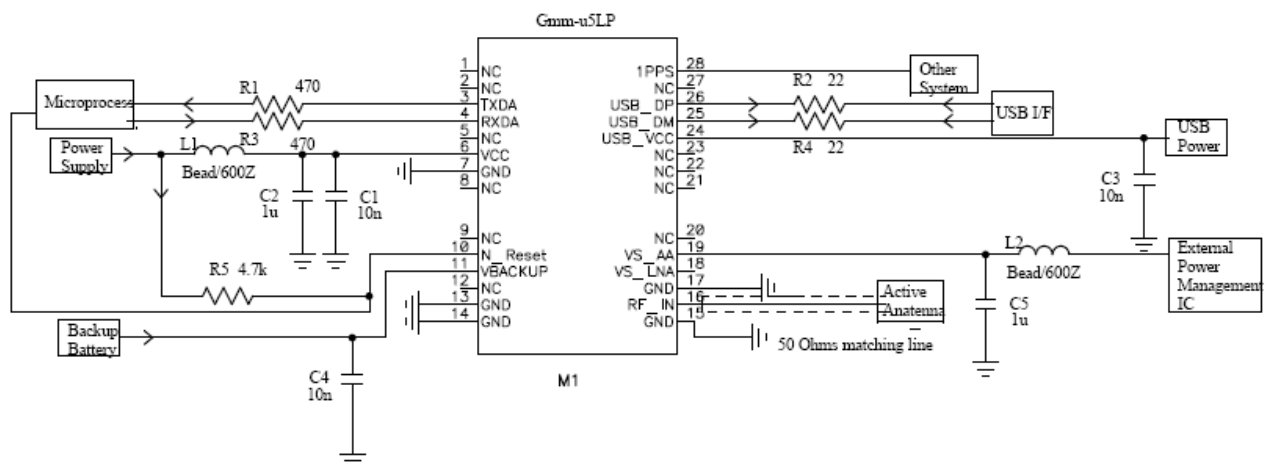 Gmm-u5LP
Microprocess
R1 470
R3 470
Power
Supply
L1
Bead/600Z
C2
1u
C1
10n
R5 4.7k
Backup
Battery
C4
10n
1 NC
2 NC
3 TXDA
4 RXDA
5 NC
6 VCC
7 GND
8 NC
9 NC
10 N_Reset
11 VBACKUP
12 NC
13 GND
14 GND
1PPS 28
NC 27
USB_DP 26
USB_DM 25
USB_VCC 24
NC 23
NC 22
NC 21
NC 20
VS_AA 19
VS_LNA 18
GND 17
RF_IN 16
GND 15
M1
Other
System
R2 22
R4 22
USB I/F
USB
Power
C3
10n
L2
Bead/600Z
External
Power
Management
IC
C5
1u
Active
Anatenna
50 Ohms matching line